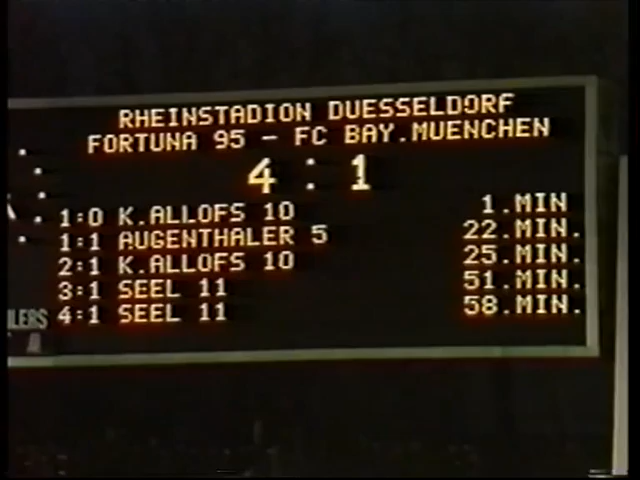 RHEINSTADION DUESSELDORF
FORTUNA 95 - FC BAY.MUENCHEN
4 : 1
1:0 K.ALLOFS 10 1.MIN
1:1 AUGENTHALER 5 22.MIN.
2:1 K.ALLOFS 10 25.MIN.
3:1 SEEL 11 51.MIN.
4:1 SEEL 11 58.MIN.